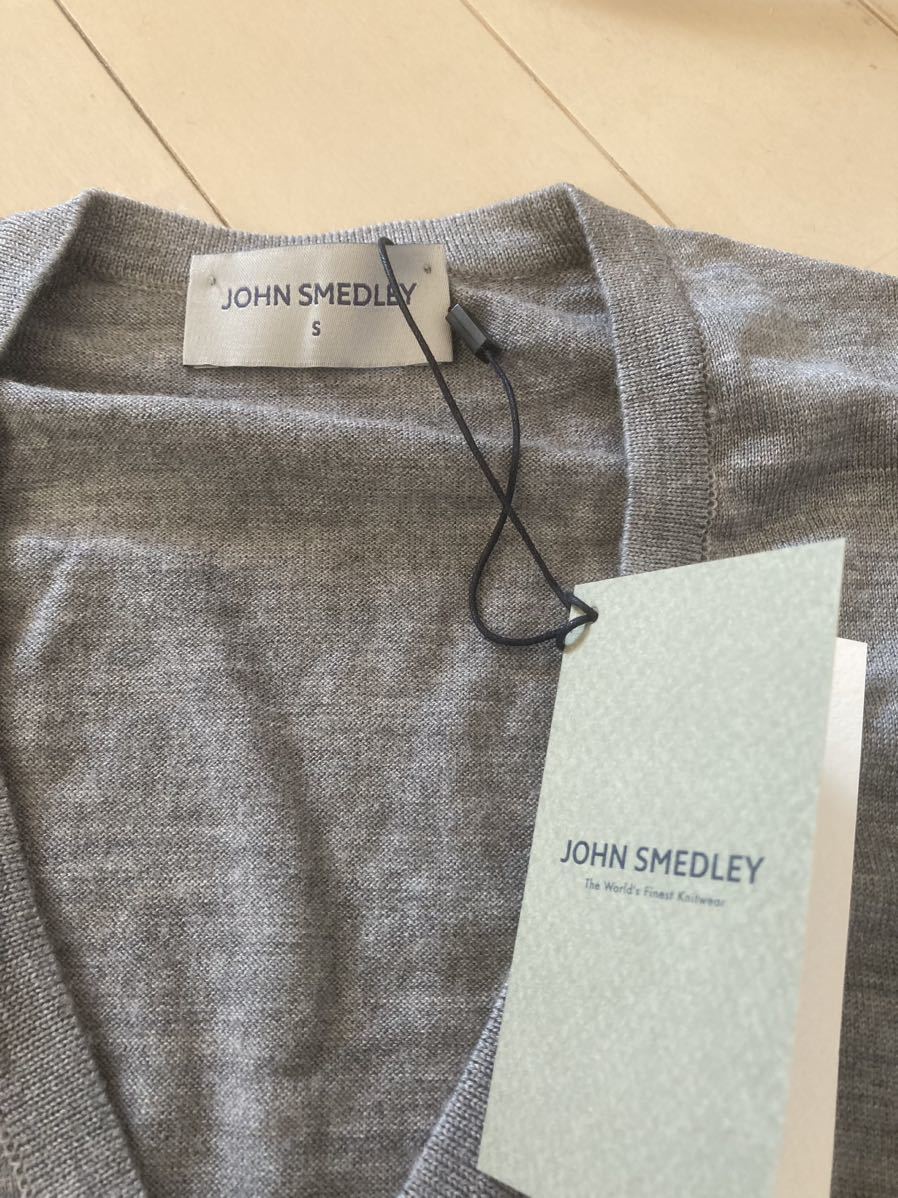 JOHN SMEDLEY
S
JOHN SMEDLEY
The World's Finest Knitwear